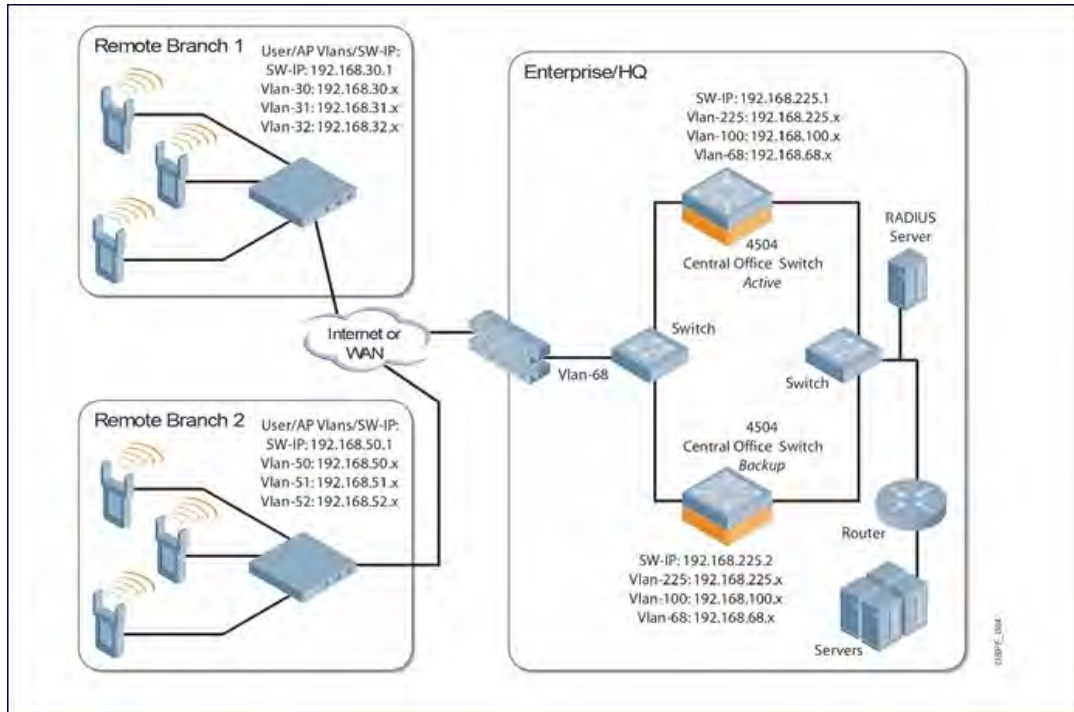 Remote Branch 1
User/AP Vlans/SW-IP:
SW-IP: 192.168.30.1
Vlan-30: 192.168.30.x
Vlan-31: 192.168.31.x
Vlan-32: 192.168.32.x
Internet or
WAN
Remote Branch 2
User/AP Vlans/SW-IP:
SW-IP: 192.168.50.1
Vlan-50: 192.168.50.x
Vlan-51: 192.168.51.x
Vlan-52: 192.168.52.x
Enterprise/HQ
SW-IP: 192.168.225.1
Vlan-225: 192.168.225.x
Vlan-100: 192.168.100.x
Vlan-68: 192.168.68.x
4504
Central Office Switch
Active
RADIUS
Server
Switch
Vlan-68
Switch
4504
Central Office Switch
Backup
Router
SW-IP: 192.168.225.2
Vlan-225: 192.168.225.x
Vlan-100: 192.168.100.x
Vlan-68: 192.168.68.x
Servers